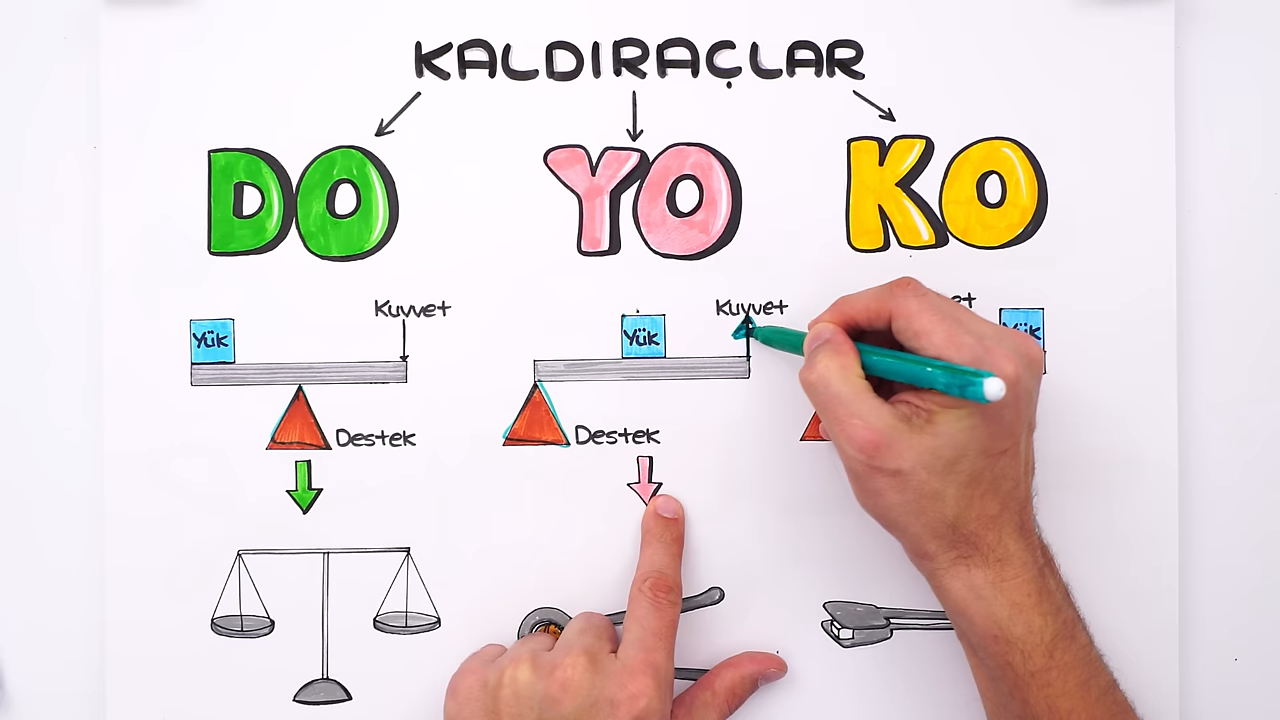 KALDIRAÇLAR
DO YO KO
Kuvvet Kuvvet
Yük Yük Yük
Destek Destek